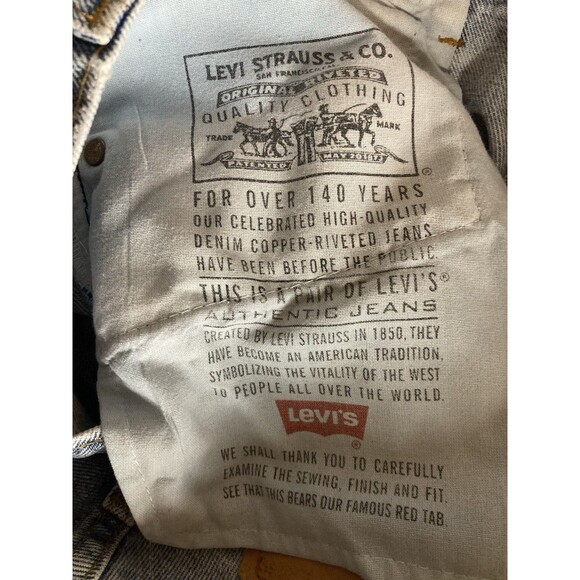 LEVI STRAUSS & CO.
SAN FRANCISCO
ORIGINAL RIVETED
QUALITY CLOTHING
TRADE MARK
PATENTED MAY 20 1873
®
FOR OVER 140 YEARS
OUR CELEBRATED HIGH-QUALITY
DENIM COPPER-RIVETED JEANS
HAVE BEEN BEFORE THE PUBLIC.
THIS IS A PAIR OF LEVI'S®
AUTHENTIC JEANS
CREATED BY LEVI STRAUSS IN 1850, THEY
HAVE BECOME AN AMERICAN TRADITION.
SYMBOLIZING THE VITALITY OF THE WEST
TO PEOPLE ALL OVER THE WORLD.
LEVI'S
®
WE SHALL THANK YOU TO CAREFULLY
EXAMINE THE SEWING, FINISH AND FIT.
SEE THAT THIS BEARS OUR FAMOUS RED TAB.